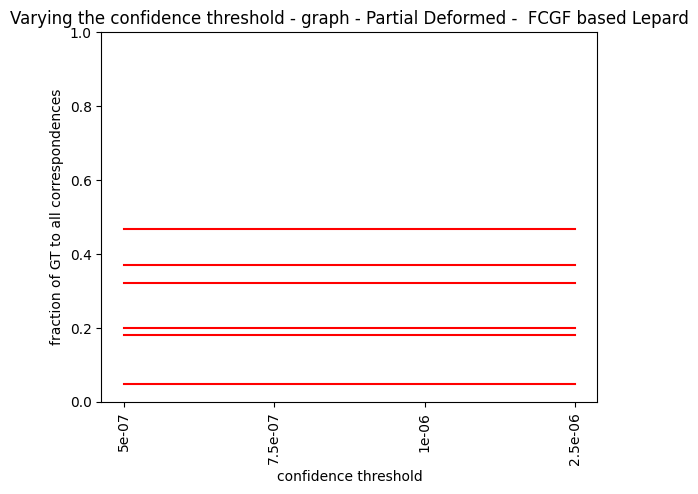 Varying the confidence threshold - graph - Partial Deformed -  FCGF based Lepard
fraction of GT to all correspondences
1.0
0.8
0.6
0.4
0.2
0.0
5e-07
7.5e-07
1e-06
2.5e-06
confidence threshold